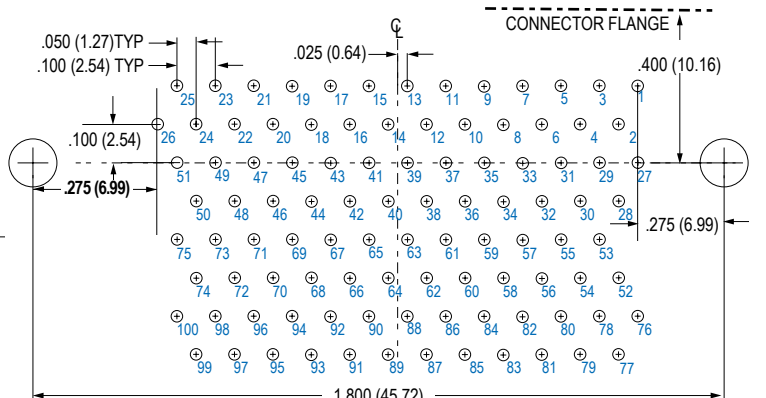 CONNECTOR FLANGE
.050 (1.27)TYP
.100 (2.54) TYP
CL
.025 (0.64)
.400 (10.16)
25 23 21 19 17 15 13 11 9 7 5 3 1
.100 (2.54)
26 24 22 20 18 16 14 12 10 8 6 4 2
51 49 47 45 43 41 39 37 35 33 31 29 27
.275 (6.99)
50 48 46 44 42 40 38 36 34 32 30 28
.275 (6.99)
75 73 71 69 67 65 63 61 59 57 55 53
74 72 70 68 66 64 62 60 58 56 54 52
100 98 96 94 92 90 88 86 84 82 80 78 76
99 97 95 93 91 89 87 85 83 81 79 77
1.800 (45.72)